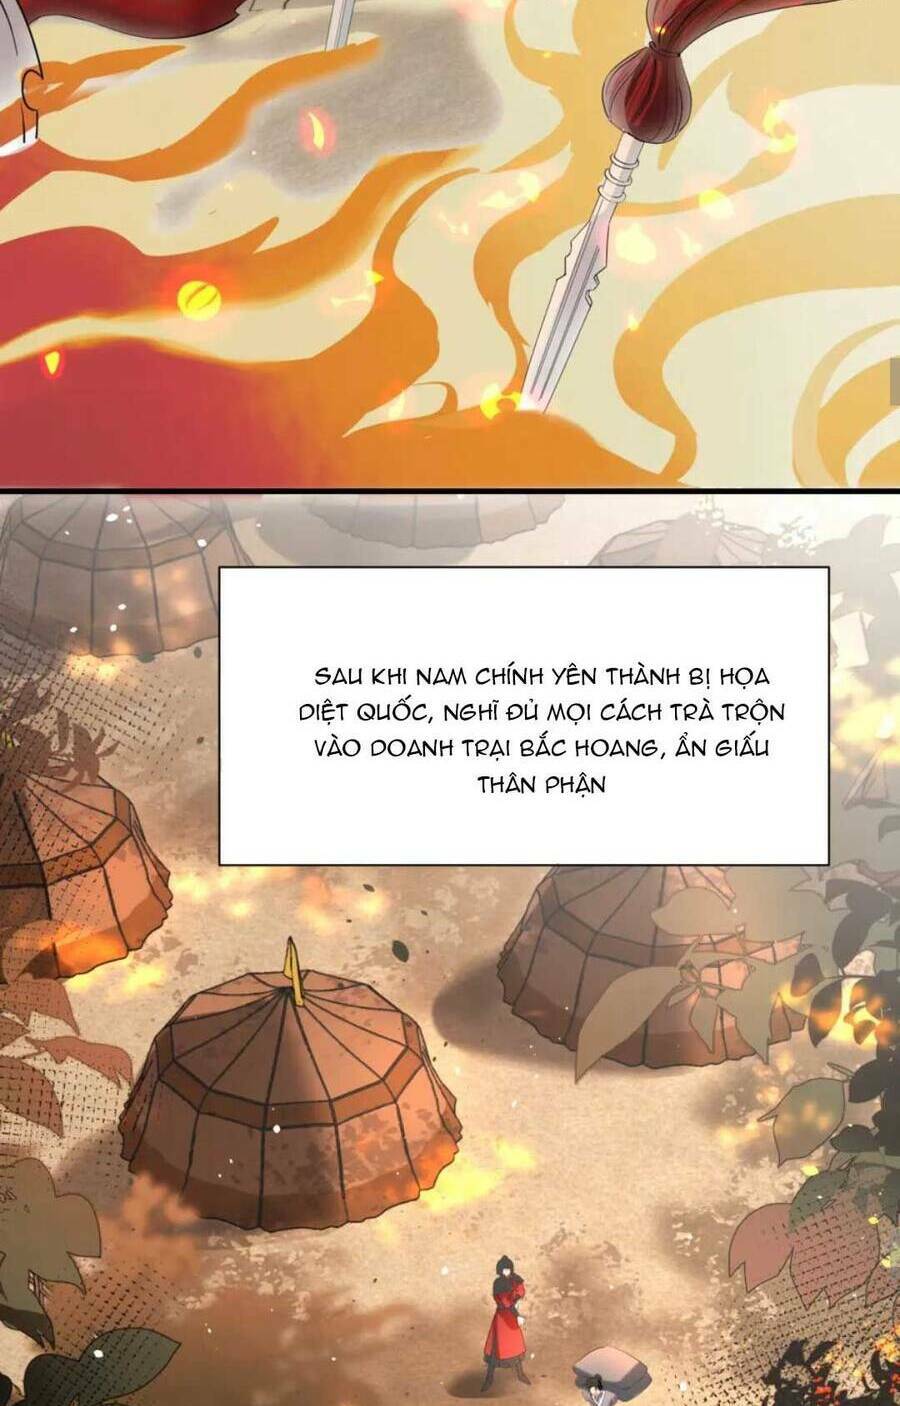 SAU KHI NAM CHÍNH YÊN THÀNH BỊ HỌA
DIỆT QUỐC, NGHĨ ĐỦ MỌI CÁCH TRÀ TRỘN
VÀO DOANH TRẠI BẮC HOANG, ẨN GIẤU
THÂN PHẬN